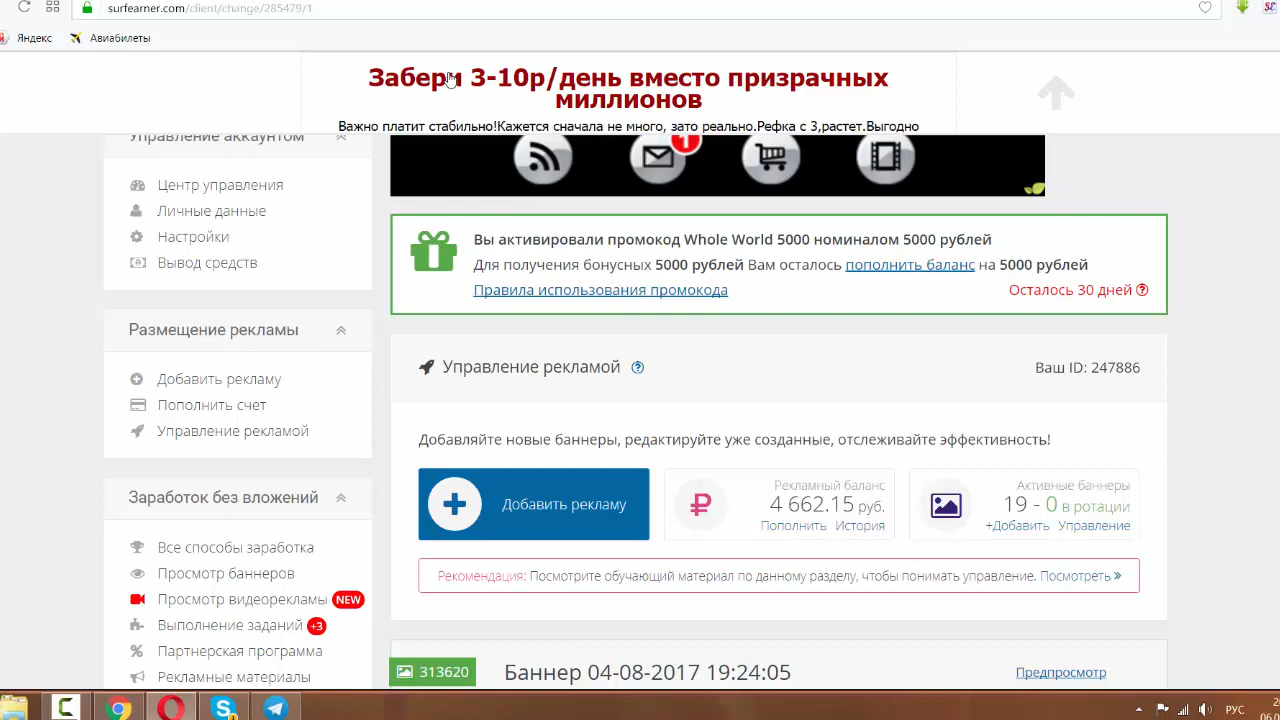 surfearner.com/client/change/285479/1
Яндекс
Авиабилеты
Забери 3-10р/день вместо призрачных
миллионов
Важно платит стабильно!Кажется сначала не много, зато реально.Рефка с 3,растет.Выгодно
Управление аккаунтом
Центр управления
Личные данные
Настройки
Вывод средств
Размещение рекламы
Добавить рекламу
Пополнить счет
Управление рекламой
Заработок без вложений
Все способы заработка
Просмотр баннеров
Просмотр видеорекламы NEW
Выполнение заданий +3
Партнерская программа
Рекламные материалы
1
Вы активировали промокод Whole World 5000 номиналом 5000 рублей
Для получения бонусных 5000 рублей Вам осталось пополнить баланс на 5000 рублей
Правила использования промокода
Осталось 30 дней
Управление рекламой
Ваш ID: 247886
Добавляйте новые баннеры, редактируйте уже созданные, отслеживайте эффективность!
Добавить рекламу
Рекламный баланс
4 662.15 руб.
Пополнить История
Активные баннеры
19 - 0 в ротации
+Добавить Управление
Рекомендация: Посмотрите обучающий материал по данному разделу, чтобы понимать управление. Посмотреть »
313620
Баннер 04-08-2017 19:24:05
Предпросмотр
РУС